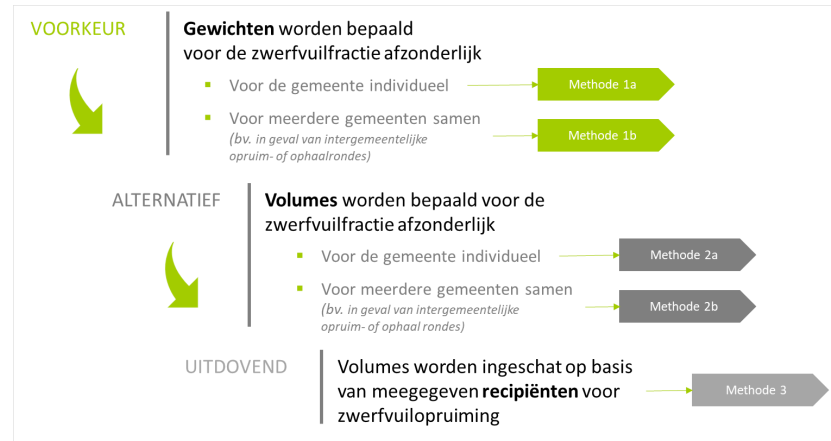 VOORKEUR
Gewichten worden bepaald
voor de zwerfvuilfractie afzonderlijk
Voor de gemeente individueel
Methode 1a
Voor meerdere gemeenten samen
(bv. in geval van intergemeentelijke
opruim- of ophaalrondes)
Methode 1b
ALTERNATIEF
Volumes worden bepaald voor de
zwerfvuilfractie afzonderlijk
Voor de gemeente individueel
Methode 2a
Voor meerdere gemeenten samen
(bv. in geval van intergemeentelijke
opruim- of ophaal rondes)
Methode 2b
UITDOVEND
Volumes worden ingeschat op basis
van meegegeven recipiënten voor
zwerfvuilopruiming
Methode 3